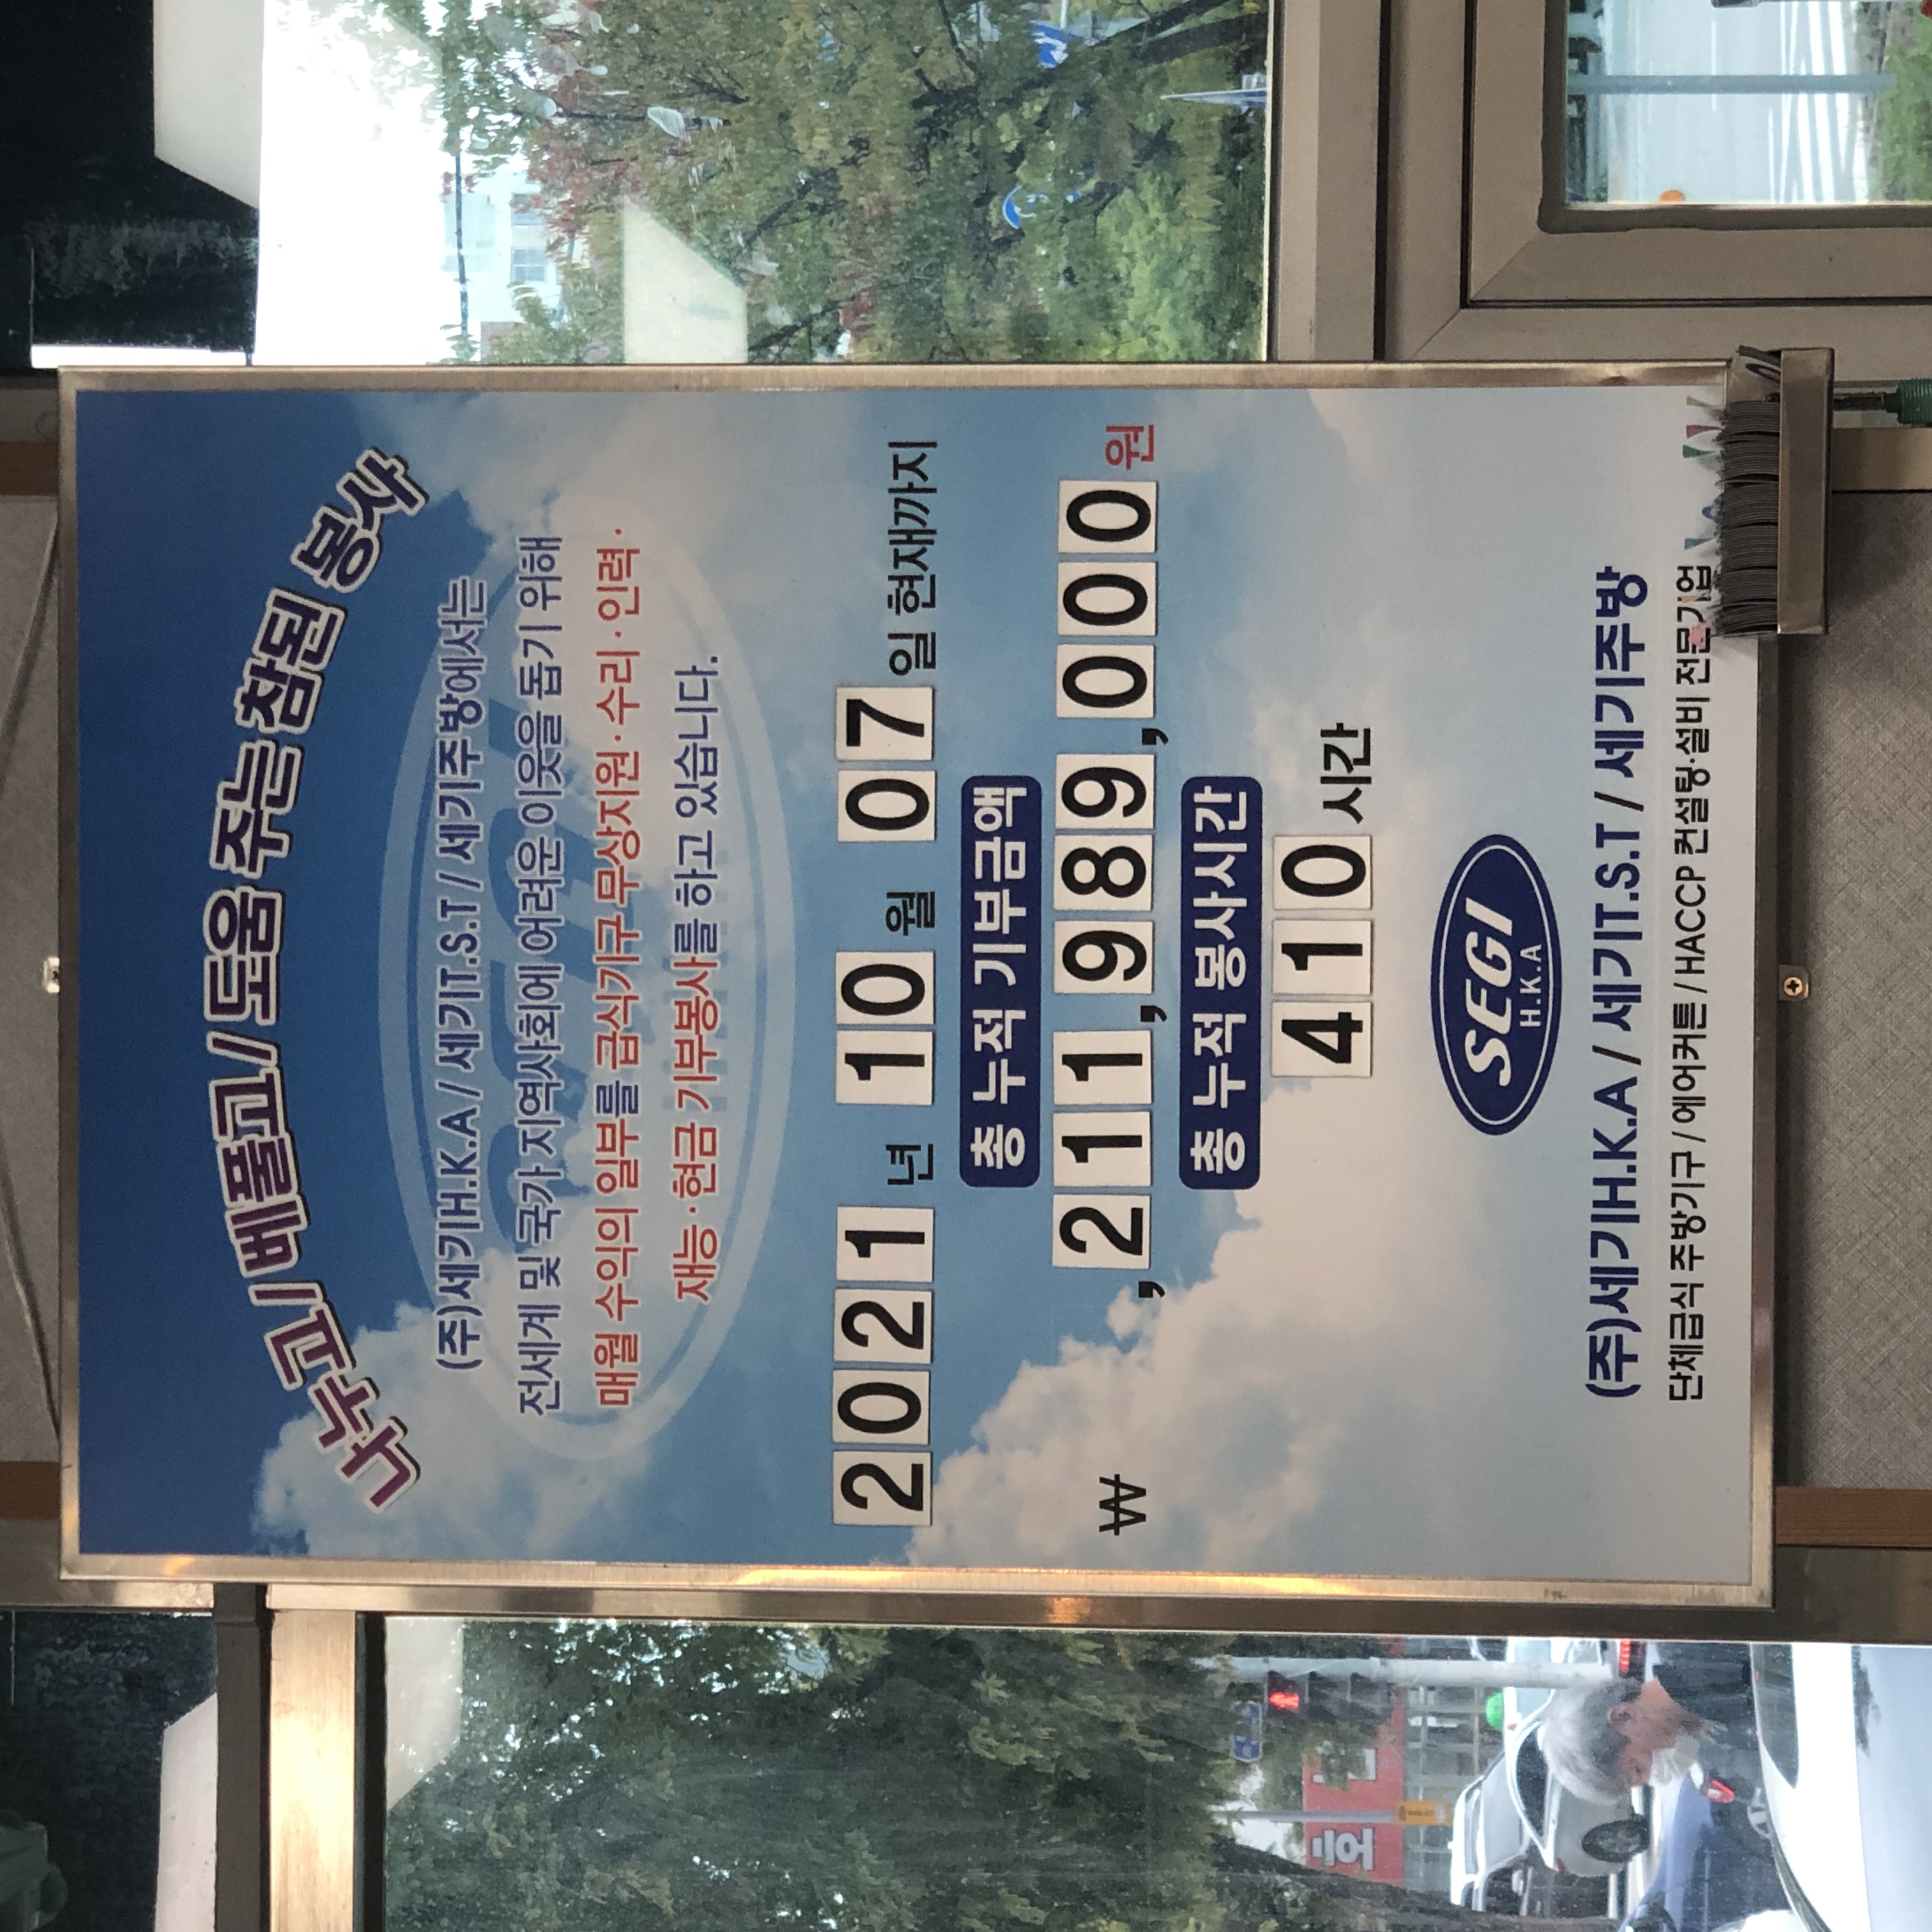 나누고/ 베풀고/ 도움 주는 참된 봉사
(주)세기H.K.A / 세기T.S.T / 세기주방에서는
전세계 및 국가 지역사회에 어려운 이웃을 돕기 위해
매월 수익의 일부를 급식기구 무상지원·수리·인력·
재능·현금 기부봉사를 하고 있습니다.
2021 년 10 월 07 일 현재까지
총 누적 기부금액
₩ ,211,989,000 원
총 누적 봉사시간
410 시간
SEGI
H.K.A
(주)세기H.K.A / 세기T.S.T / 세기주방
단체급식 주방기구 / 에어커튼 / HACCP 컨설팅·설비 전문기업